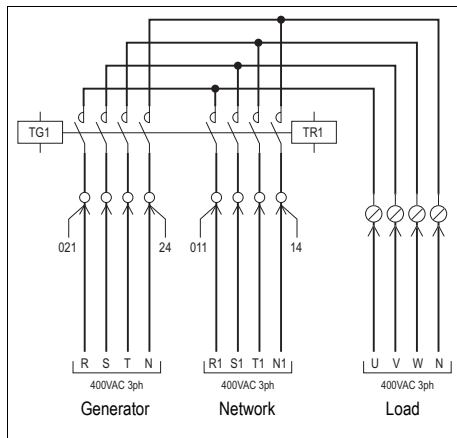 TG1 TR1
021 24 011 14
R S T N R1 S1 T1 N1 U V W N
400VAC 3ph 400VAC 3ph 400VAC 3ph
Generator Network Load